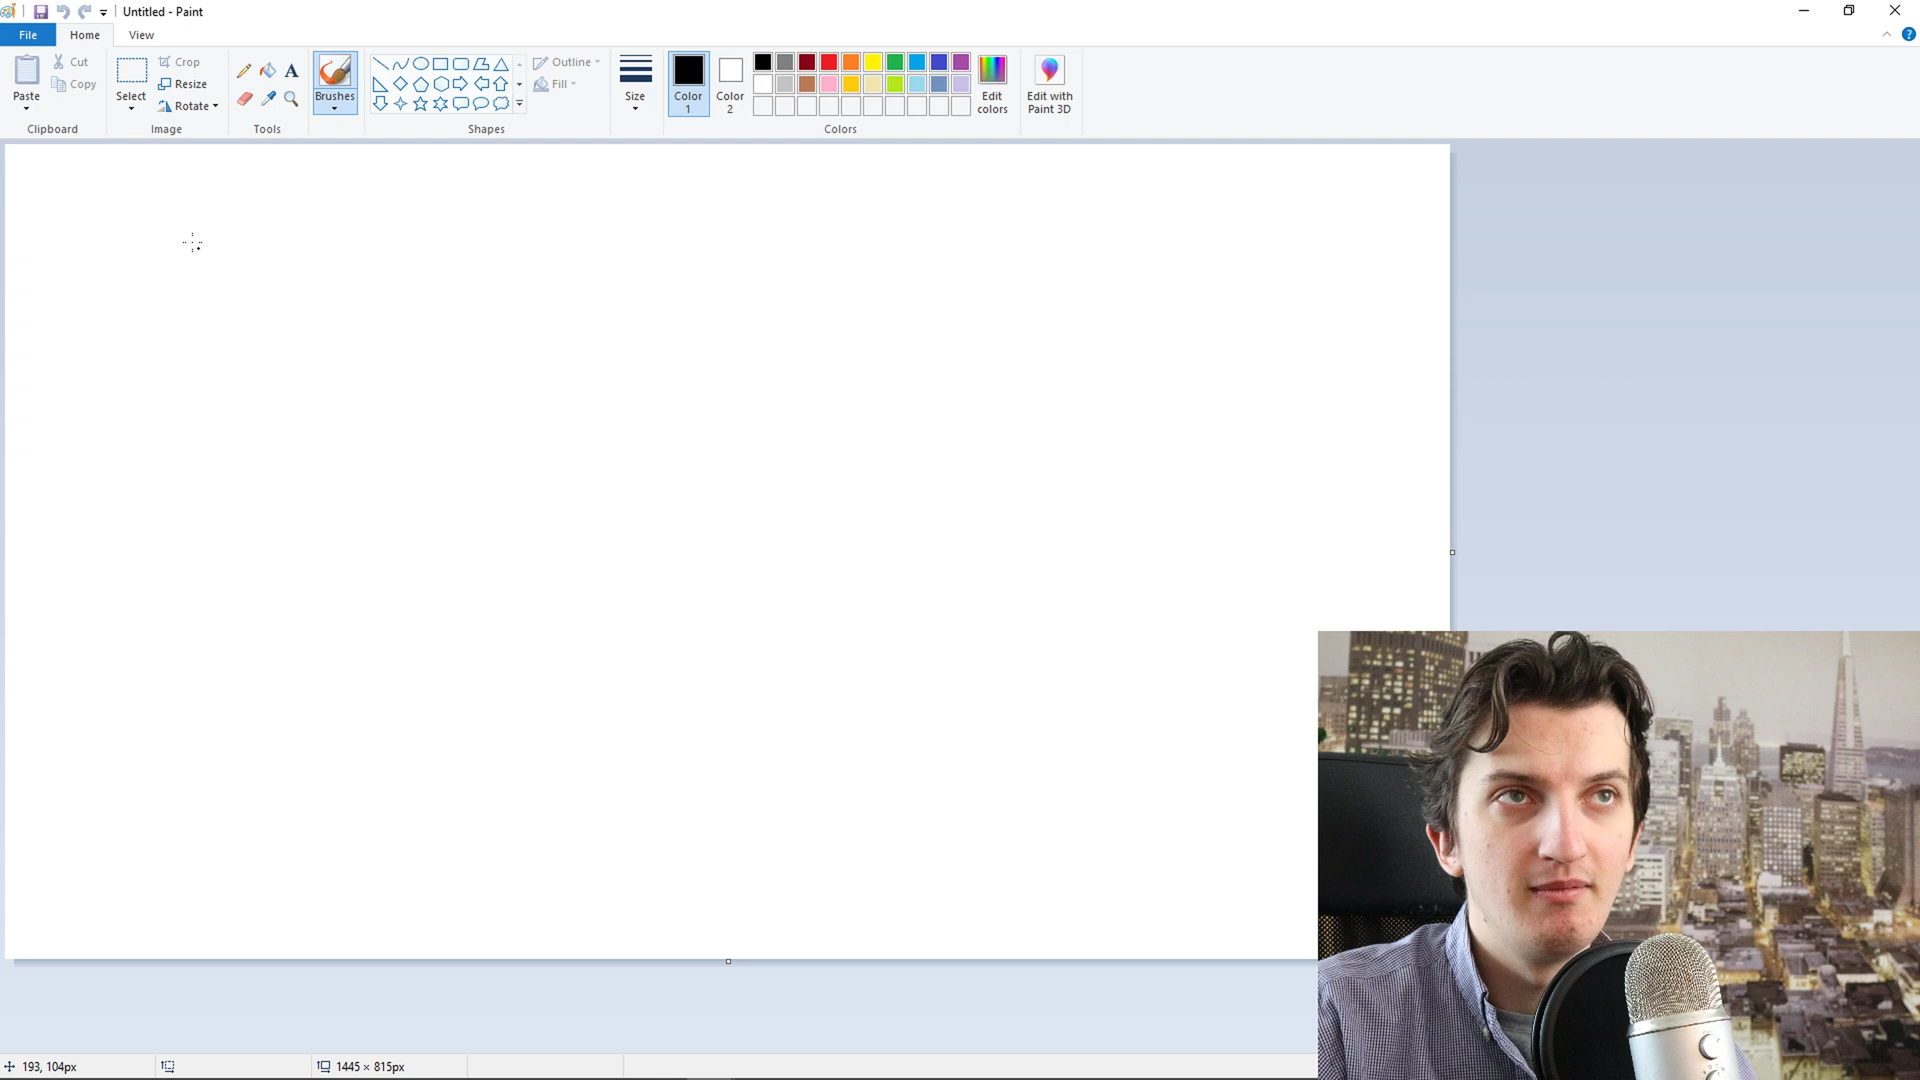 Untitled - Paint
File Home View
Paste
Cut
Copy
Clipboard
Select
Crop
Resize
Rotate
Image
Tools
Brushes
Shapes
Outline
Fill
Size
Color 1
Color 2
Colors
Edit colors
Edit with Paint 3D
193, 104px
1445 × 815px